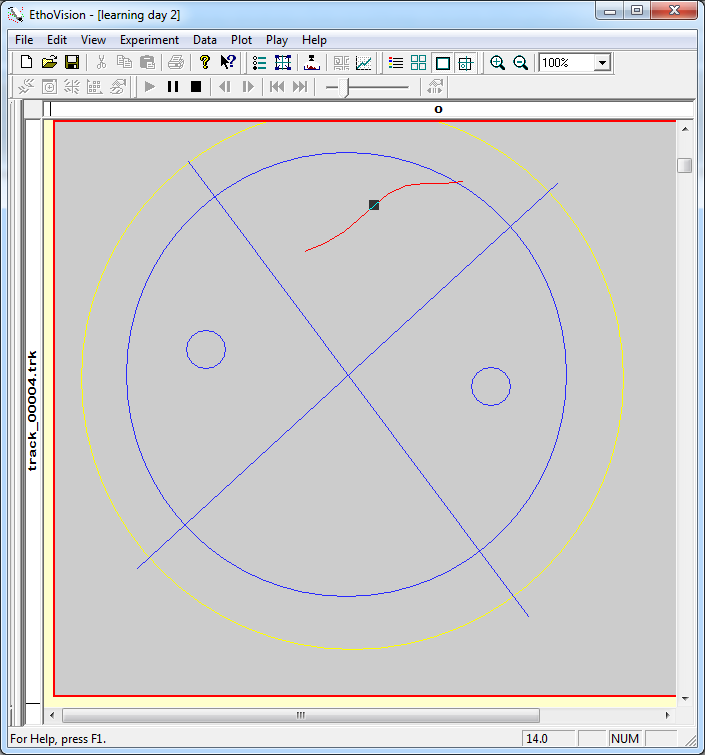 EthoVision - [learning day 2]
File Edit View Experiment Data Plot Play Help
100%
O
track_00004.trk
For Help, press F1.
14.0
NUM